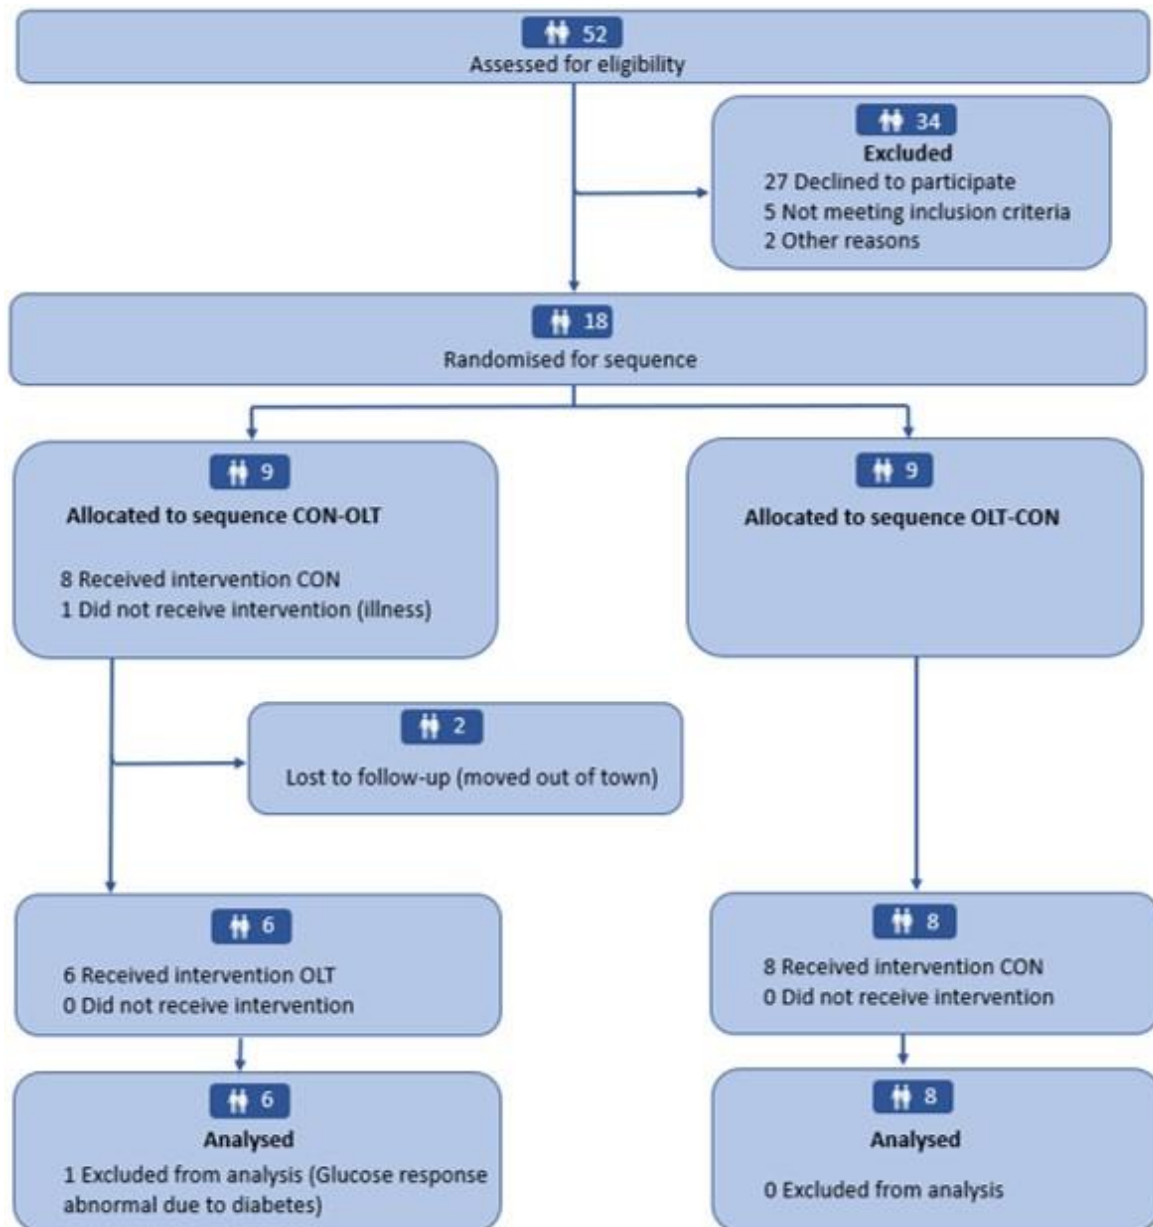 52
Assessed for eligibility
34
Excluded
27 Declined to participate
5 Not meeting inclusion criteria
2 Other reasons
18
Randomised for sequence
9
Allocated to sequence CON-OLT
8 Received intervention CON
1 Did not receive intervention (illness)
9
Allocated to sequence OLT-CON
2
Lost to follow-up (moved out of town)
6
6 Received intervention OLT
0 Did not receive intervention
8
8 Received intervention CON
0 Did not receive intervention
6
Analysed
1 Excluded from analysis (Glucose response
abnormal due to diabetes)
8
Analysed
0 Excluded from analysis